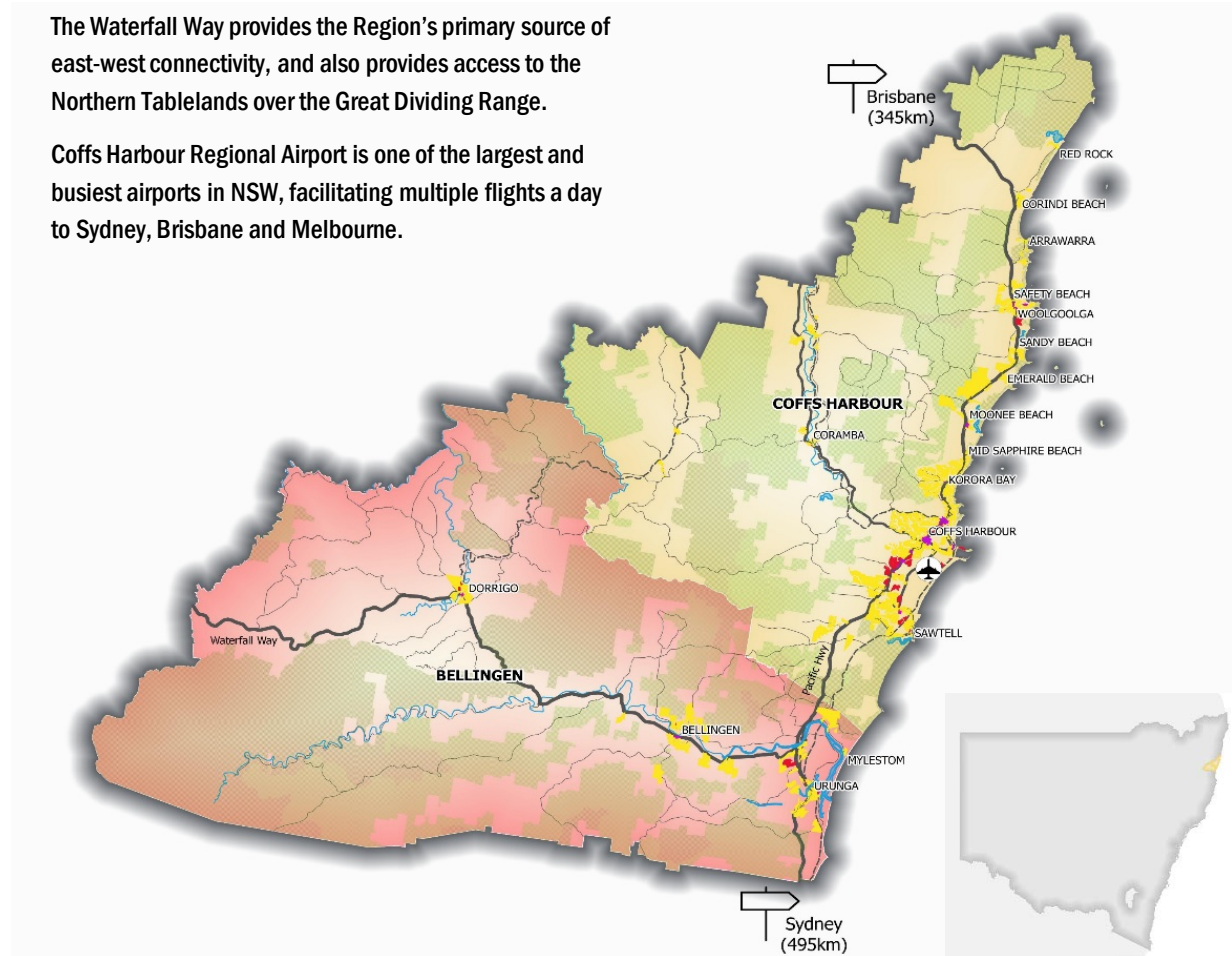 The Waterfall Way provides the Region's primary source of
east-west connectivity, and also provides access to the
Northern Tablelands over the Great Dividing Range.
Coffs Harbour Regional Airport is one of the largest and
busiest airports in NSW, facilitating multiple flights a day
to Sydney, Brisbane and Melbourne.
Brisbane
(345km)
RED ROCK
CORINDI BEACH
ARRAWARRA
SAFETY BEACH
WOOLGOOLGA
SANDY BEACH
EMERALD BEACH
COFFS HARBOUR
MOONEE BEACH
CORAMBA
MID SAPPHIRE BEACH
KORORA BAY
COFFS HARBOUR
DORRIGO
SAWTELL
Waterfall Way
Pacific Hwy
BELLINGEN
BELLINGEN
MYLESTOM
URUNGA
Sydney
(495km)